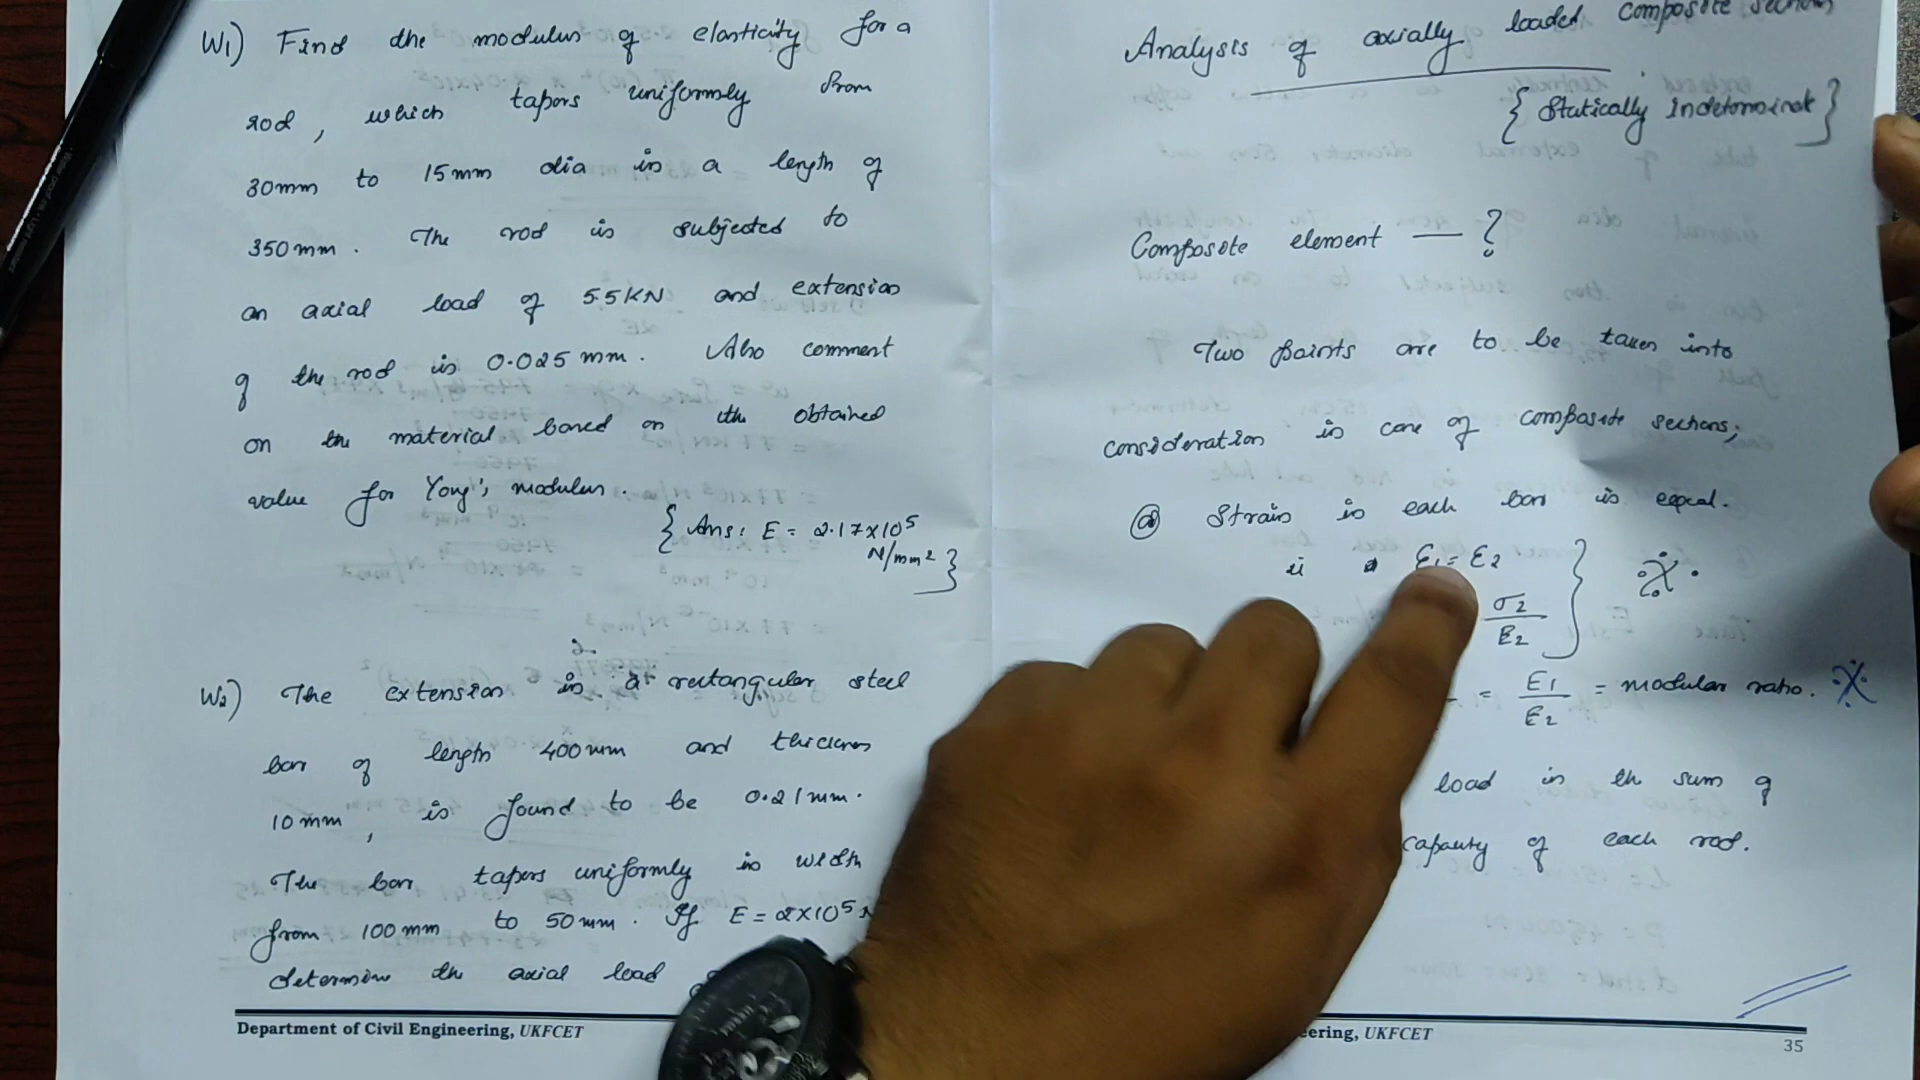 W1) Find the modulus of elasticity for a
rod, which tapers uniformly from
30mm to 15mm dia in a length of
350mm. The rod is subjected to
an axial load of 5.5KN and extension
of the rod is 0.025 mm. Also comment
on the material based on the obtained
value for Yong's modulus.
{Ans: E = 2.17x10^5
N/mm²}
W2) The extension in a rectangular steel
bar of length 400mm and thickness
10mm, is found to be 0.21mm.
The bar tapers uniformly in width
from 100mm to 50mm. If E = 2x10^5
determine the axial load
Department of Civil Engineering, UKFCET
Analysis of axially loaded composite sections
{Statically Indeterminate}
Composite element — ?
Two points are to be taken into
consideration in case of composite sections;
(a) Strain in each bar is equal.
ε1 = ε2
σ2
E2
= E1/E2 = modular ratio.
load is the sum of
capacity of each rod.
eering, UKFCET
35